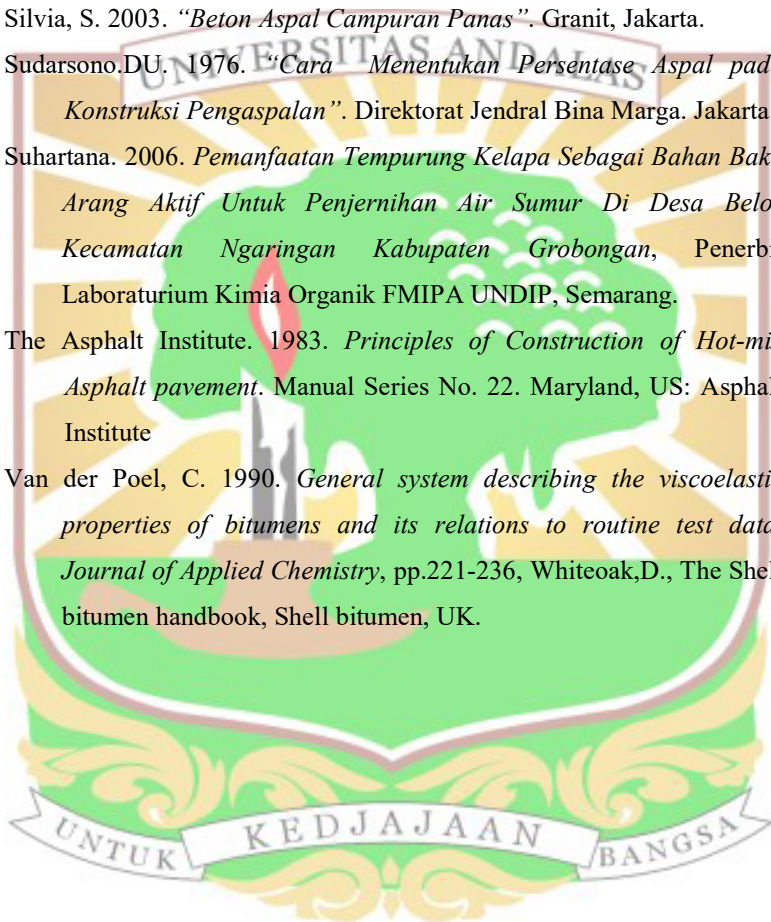 Silvia, S. 2003. “Beton Aspal Campuran Panas”. Granit, Jakarta.
UNIVERSITAS ANDALAS
Sudarsono.DU. 1976. “Cara Menentukan Persentase Aspal pad
Konstruksi Pengaspalan”. Direktorat Jendral Bina Marga. Jakarta
Suhartana. 2006. Pemanfaatan Tempurung Kelapa Sebagai Bahan Bak
Arang Aktif Untuk Penjernihan Air Sumur Di Desa Belo
Kecamatan Ngaringan Kabupaten Grobongan, Penerbi
Laboraturium Kimia Organik FMIPA UNDIP, Semarang.
The Asphalt Institute. 1983. Principles of Construction of Hot-mi
Asphalt pavement. Manual Series No. 22. Maryland, US: Asphal
Institute
Van der Poel, C. 1990. General system describing the viscoelasti
properties of bitumens and its relations to routine test data
Journal of Applied Chemistry, pp.221-236, Whiteoak,D., The Shel
bitumen handbook, Shell bitumen, UK.
UNTUK KEDJAJAAN BANGSA